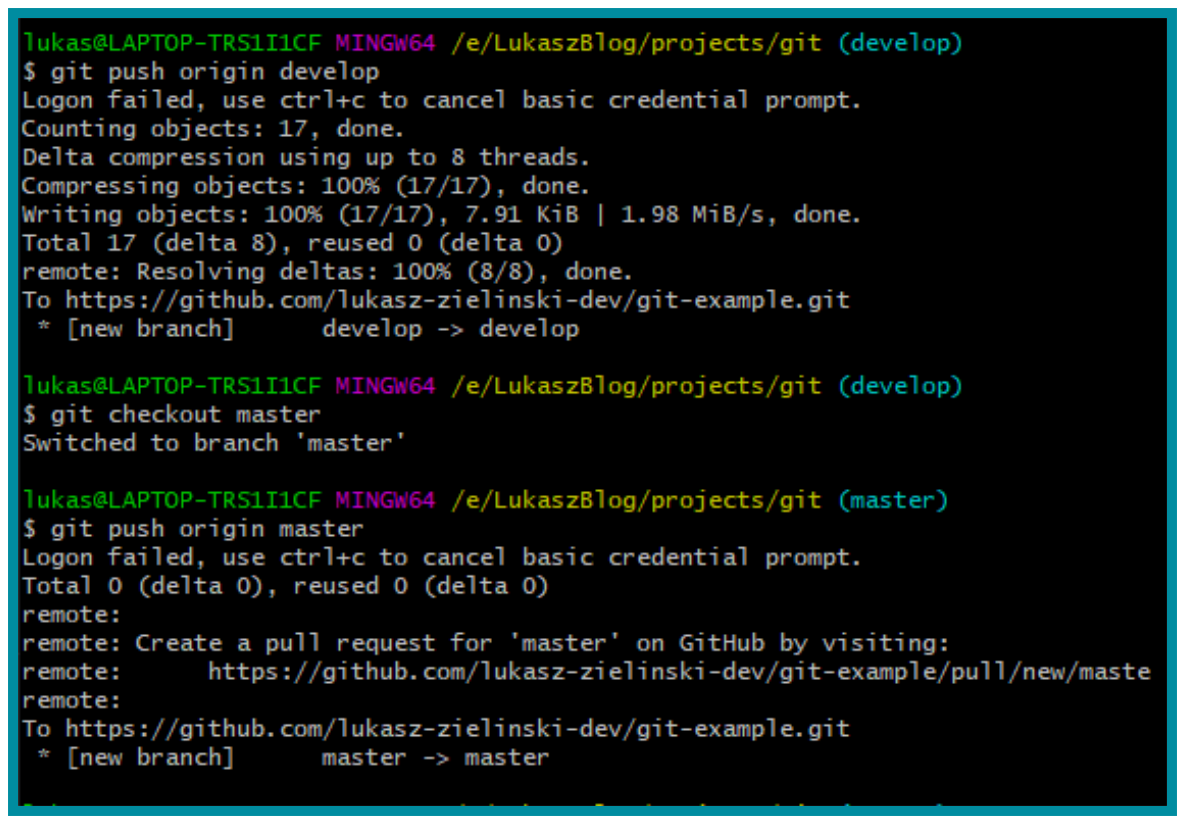 lukas@LAPTOP-TRS1I1CF MINGW64 /e/LukaszBlog/projects/git (develop)
$ git push origin develop
Logon failed, use ctrl+c to cancel basic credential prompt.
Counting objects: 17, done.
Delta compression using up to 8 threads.
Compressing objects: 100% (17/17), done.
Writing objects: 100% (17/17), 7.91 KiB | 1.98 MiB/s, done.
Total 17 (delta 8), reused 0 (delta 0)
remote: Resolving deltas: 100% (8/8), done.
To https://github.com/lukasz-zielinski-dev/git-example.git
 * [new branch]      develop -> develop

lukas@LAPTOP-TRS1I1CF MINGW64 /e/LukaszBlog/projects/git (develop)
$ git checkout master
Switched to branch 'master'

lukas@LAPTOP-TRS1I1CF MINGW64 /e/LukaszBlog/projects/git (master)
$ git push origin master
Logon failed, use ctrl+c to cancel basic credential prompt.
Total 0 (delta 0), reused 0 (delta 0)
remote:
remote: Create a pull request for 'master' on GitHub by visiting:
remote:      https://github.com/lukasz-zielinski-dev/git-example/pull/new/maste
remote:
To https://github.com/lukasz-zielinski-dev/git-example.git
 * [new branch]      master -> master